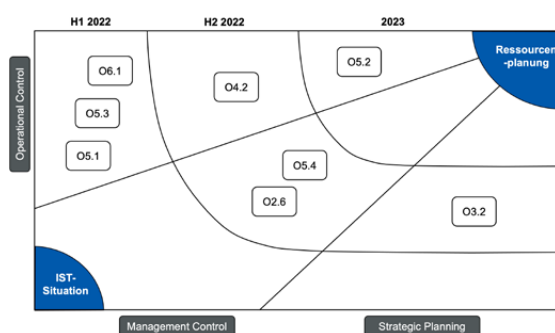 H1 2022
H2 2022
2023
Ressourcen
-planung
Operational Control
O6.1
O5.3
O5.1
O4.2
O5.2
O5.4
O2.6
O3.2
IST-
Situation
Management Control
Strategic Planning